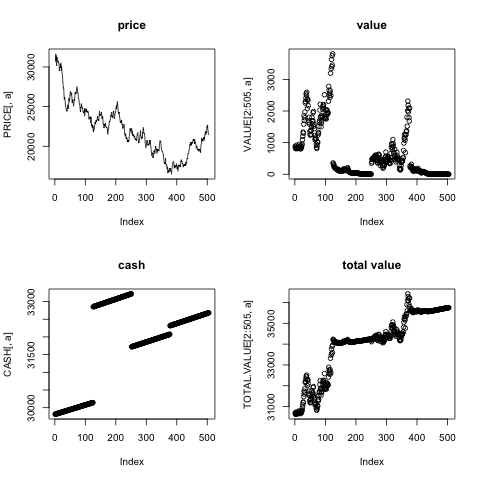 price
PRICE[, a]
20000 25000 30000
0 100 200 300 400 500
Index
value
VALUE[2:505, a]
0 1000 2000 3000
0 100 200 300 400 500
Index
cash
CASH[, a]
30000 31500 33000
0 100 200 300 400 500
Index
total value
TOTAL.VALUE[2:505, a]
31000 33000 35000
0 100 200 300 400 500
Index